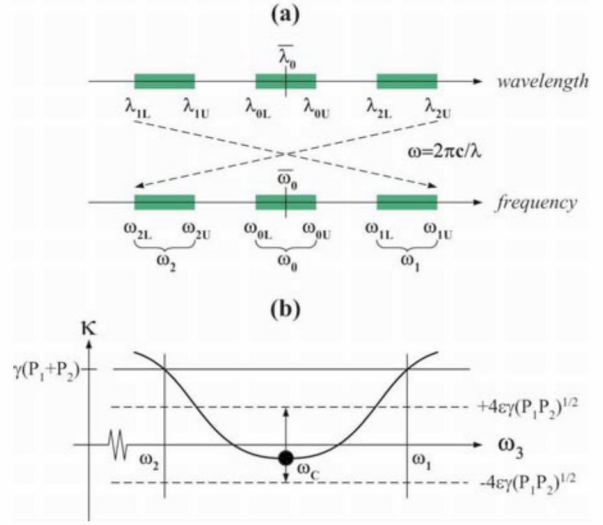 (a)
λ̅₀
wavelength
λ₁L λ₁U λ₀L λ₀U λ₂L λ₂U
ω=2πc/λ
ω̅₀
frequency
ω₂L ω₂U ω₀L ω₀U ω₁L ω₁U
ω₂ ω₀ ω₁
(b)
κ
γ(P₁+P₂)
+4εγ(P₁P₂)^1/2
ω₂ ω_C ω₁ ω₃
-4εγ(P₁P₂)^1/2